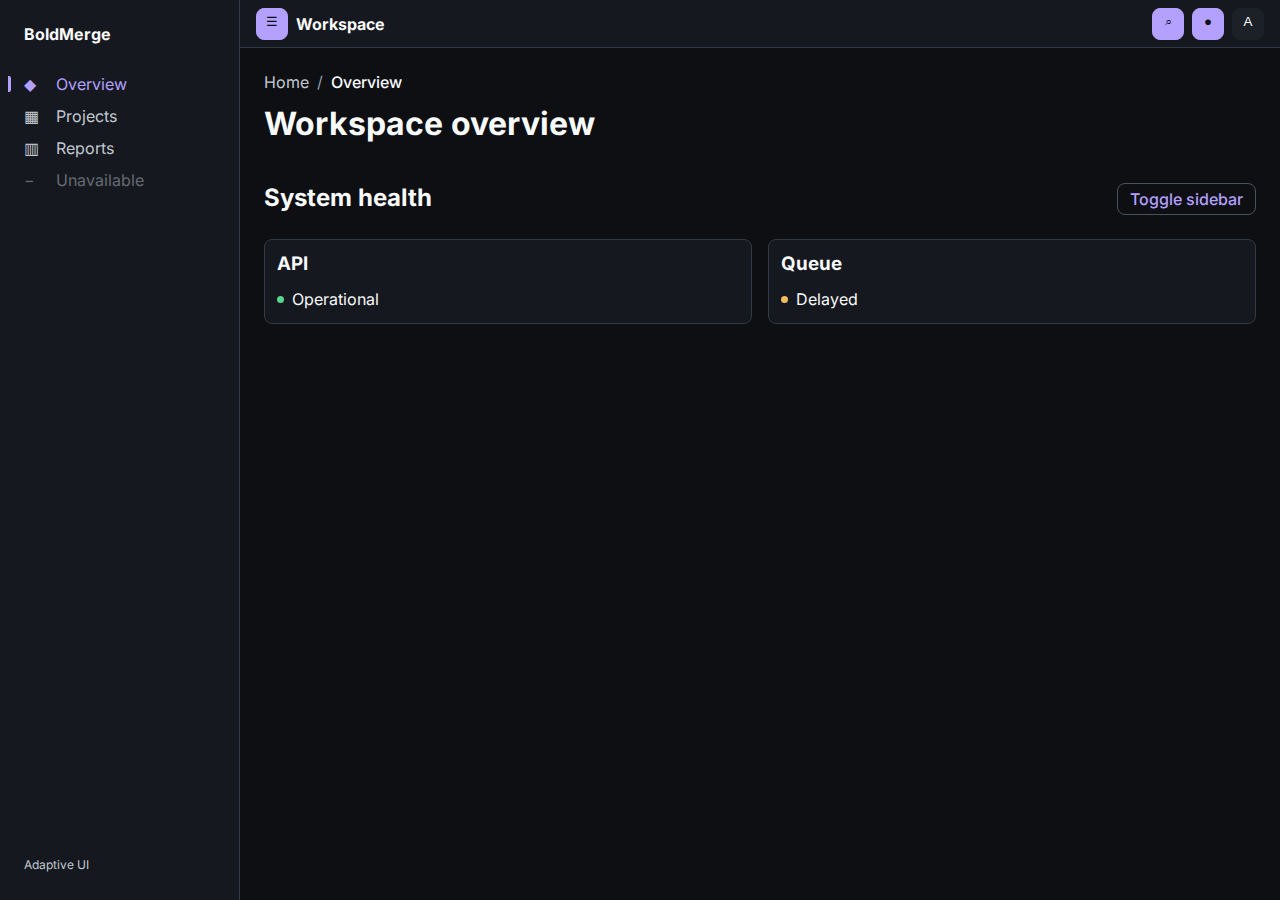 BoldMerge
Overview
Projects
Reports
Unavailable
Adaptive UI
Workspace
A
Home / Overview
Workspace overview
System health
Toggle sidebar
API
Operational
Queue
Delayed